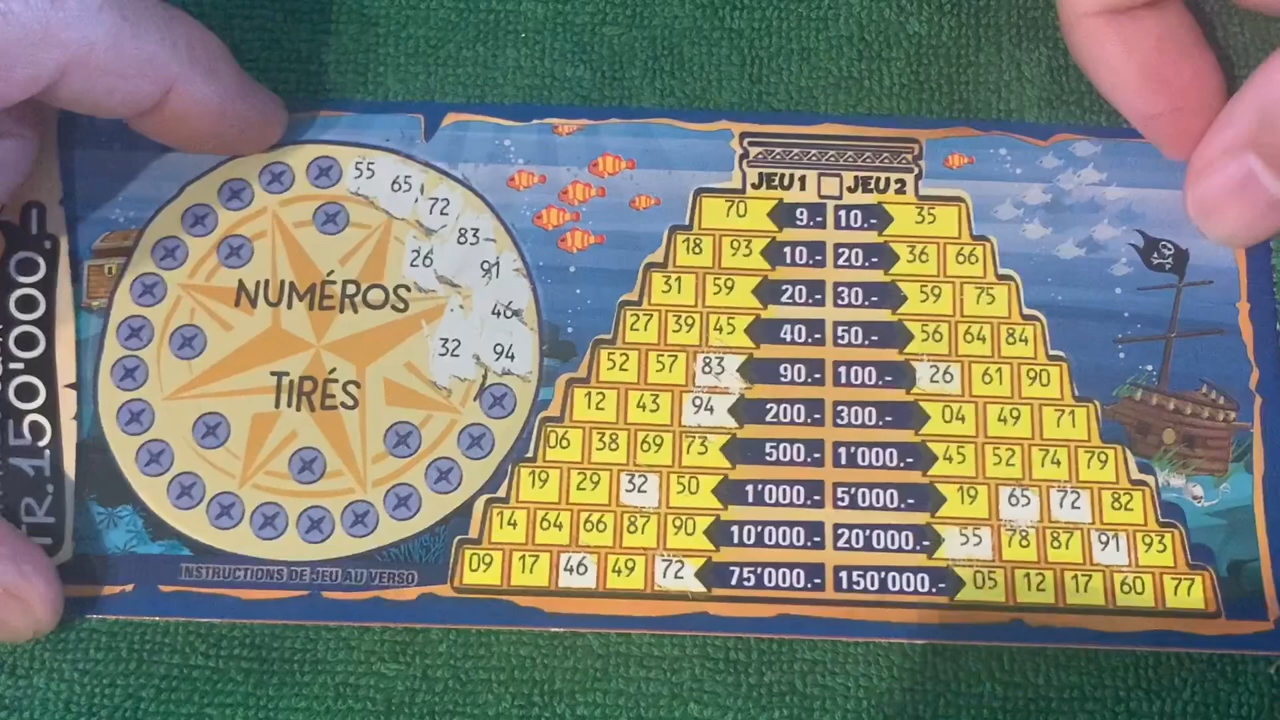 TR.150'000.–
55 65 72
83
26 91
46
32 94
NUMÉROS
TIRÉS
INSTRUCTIONS DE JEU AU VERSO
JEU 1 JEU 2
70 9.- 10.- 35
18 93 10.- 20.- 36 66
31 59 20.- 30.- 59 75
27 39 45 40.- 50.- 56 64 84
52 57 83 90.- 100.- 26 61 90
12 43 94 200.- 300.- 04 49 71
06 38 69 73 500.- 1'000.- 45 52 74 79
19 29 32 50 1'000.- 5'000.- 19 65 72 82
14 64 66 87 90 10'000.- 20'000.- 55 78 87 91 93
09 17 46 49 72 75'000.- 150'000.- 05 12 17 60 77